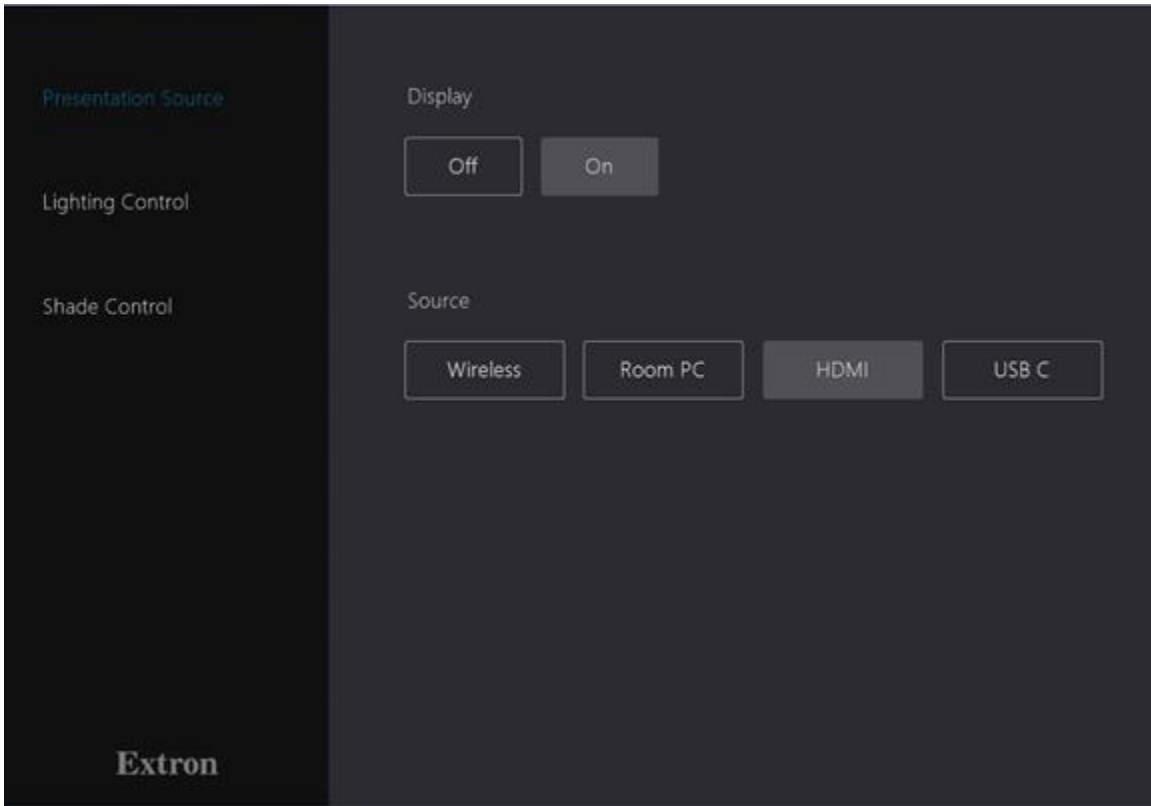 Presentation Source
Lighting Control
Shade Control
Extron
Display
Off On
Source
Wireless Room PC HDMI USB C